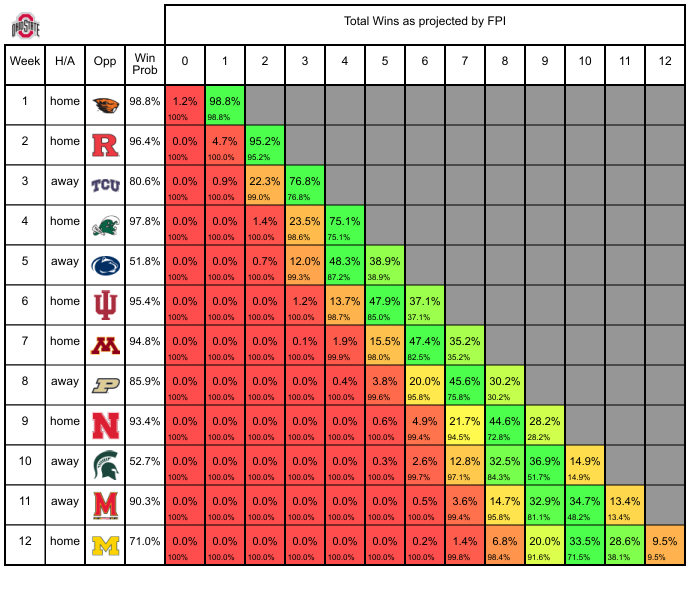 OHIO STATE
Total Wins as projected by FPI
Week H/A Opp Win Prob 0 1 2 3 4 5 6 7 8 9 10 11 12
1 home 98.8% 1.2% 98.8%
100% 98.8%
2 home R 96.4% 0.0% 4.7% 95.2%
100% 100.0% 95.2%
3 away TCU 80.6% 0.0% 0.9% 22.3% 76.8%
100% 100.0% 99.0% 76.8%
4 home 97.8% 0.0% 0.0% 1.4% 23.5% 75.1%
100% 100.0% 100.0% 98.6% 75.1%
5 away 51.8% 0.0% 0.0% 0.7% 12.0% 48.3% 38.9%
100% 100.0% 100.0% 99.3% 87.2% 38.9%
6 home 95.4% 0.0% 0.0% 0.0% 1.2% 13.7% 47.9% 37.1%
100% 100.0% 100.0% 100.0% 98.7% 85.0% 37.1%
7 home M 94.8% 0.0% 0.0% 0.0% 0.1% 1.9% 15.5% 47.4% 35.2%
100% 100.0% 100.0% 100.0% 99.9% 98.0% 82.5% 35.2%
8 away P 85.9% 0.0% 0.0% 0.0% 0.0% 0.4% 3.8% 20.0% 45.6% 30.2%
100% 100.0% 100.0% 100.0% 100.0% 99.6% 95.8% 75.8% 30.2%
9 home N 93.4% 0.0% 0.0% 0.0% 0.0% 0.0% 0.6% 4.9% 21.7% 44.6% 28.2%
100% 100.0% 100.0% 100.0% 100.0% 100.0% 99.4% 94.5% 72.8% 28.2%
10 away 52.7% 0.0% 0.0% 0.0% 0.0% 0.0% 0.3% 2.6% 12.8% 32.5% 36.9% 14.9%
100% 100.0% 100.0% 100.0% 100.0% 100.0% 99.7% 97.1% 84.3% 51.7% 14.9%
11 away M 90.3% 0.0% 0.0% 0.0% 0.0% 0.0% 0.0% 0.5% 3.6% 14.7% 32.9% 34.7% 13.4%
100% 100.0% 100.0% 100.0% 100.0% 100.0% 100.0% 99.4% 95.8% 81.1% 48.2% 13.4%
12 home M 71.0% 0.0% 0.0% 0.0% 0.0% 0.0% 0.0% 0.2% 1.4% 6.8% 20.0% 33.5% 28.6% 9.5%
100% 100.0% 100.0% 100.0% 100.0% 100.0% 100.0% 99.8% 98.4% 91.6% 71.5% 38.1% 9.5%